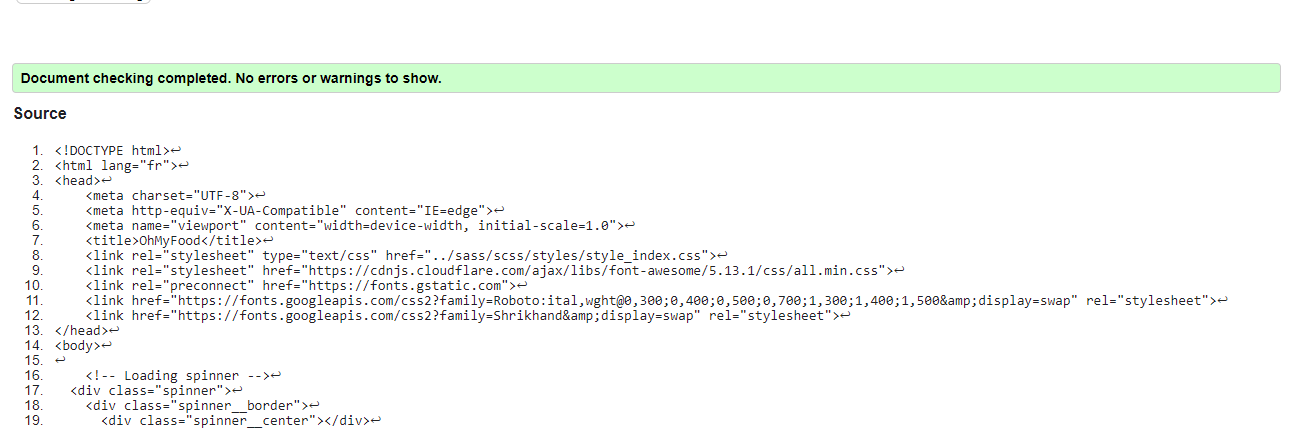 Document checking completed. No errors or warnings to show.
Source
1. <!DOCTYPE html>↩
2. <html lang="fr">↩
3. <head>↩
4. <meta charset="UTF-8">↩
5. <meta http-equiv="X-UA-Compatible" content="IE=edge">↩
6. <meta name="viewport" content="width=device-width, initial-scale=1.0">↩
7. <title>OhMyFood</title>↩
8. <link rel="stylesheet" type="text/css" href="../sass/scss/styles/style_index.css">↩
9. <link rel="stylesheet" href="https://cdnjs.cloudflare.com/ajax/libs/font-awesome/5.13.1/css/all.min.css">↩
10. <link rel="preconnect" href="https://fonts.gstatic.com">↩
11. <link href="https://fonts.googleapis.com/css2?family=Roboto:ital,wght@0,300;0,400;0,500;0,700;1,300;1,400;1,500&amp;display=swap" rel="stylesheet">↩
12. <link href="https://fonts.googleapis.com/css2?family=Shrikhand&amp;display=swap" rel="stylesheet">↩
13. </head>↩
14. <body>↩
15. ↩
16. <!-- Loading spinner -->↩
17. <div class="spinner">↩
18. <div class="spinner__border">↩
19. <div class="spinner__center"></div>↩